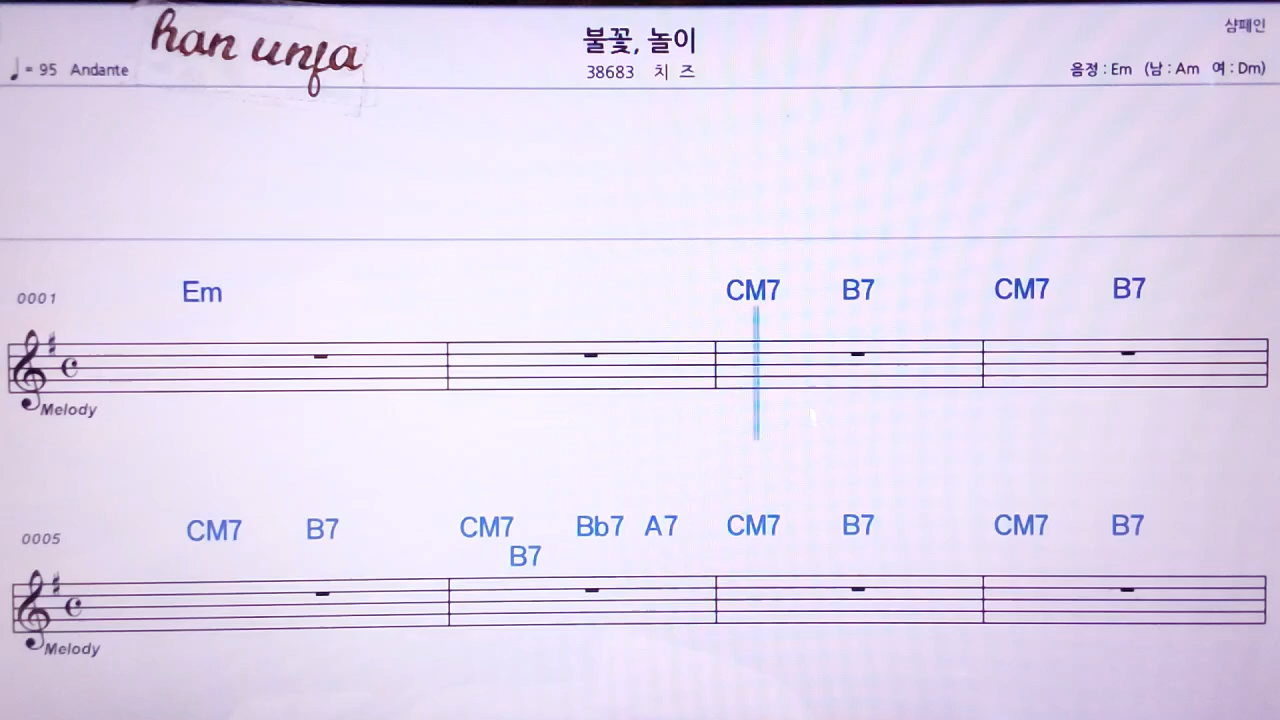 han unja
불꽃, 놀이
샴페인
♩ = 95 Andante
38683 치 즈
음정 : Em (남 : Am 여 : Dm)
0001 Em CM7 B7 CM7 B7
Melody
0005 CM7 B7 CM7 Bb7 A7 CM7 B7 CM7 B7
B7
Melody